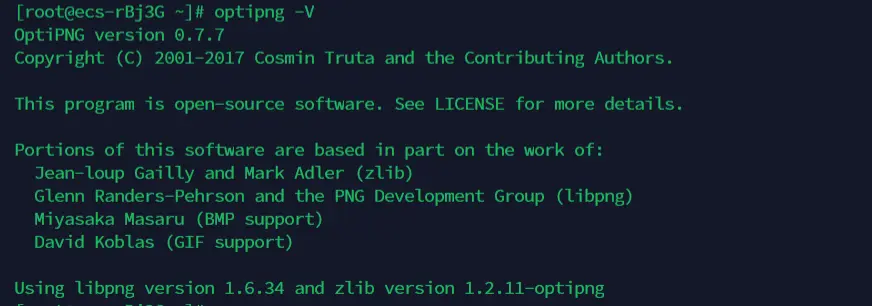 [root@ecs-rBj3G ~]# optipng -V
OptiPNG version 0.7.7
Copyright (C) 2001-2017 Cosmin Truta and the Contributing Authors.
This program is open-source software. See LICENSE for more details.
Portions of this software are based in part on the work of:
Jean-loup Gailly and Mark Adler (zlib)
Glenn Randers-Pehrson and the PNG Development Group (libpng)
Miyasaka Masaru (BMP support)
David Koblas (GIF support)
Using libpng version 1.6.34 and zlib version 1.2.11-optipng